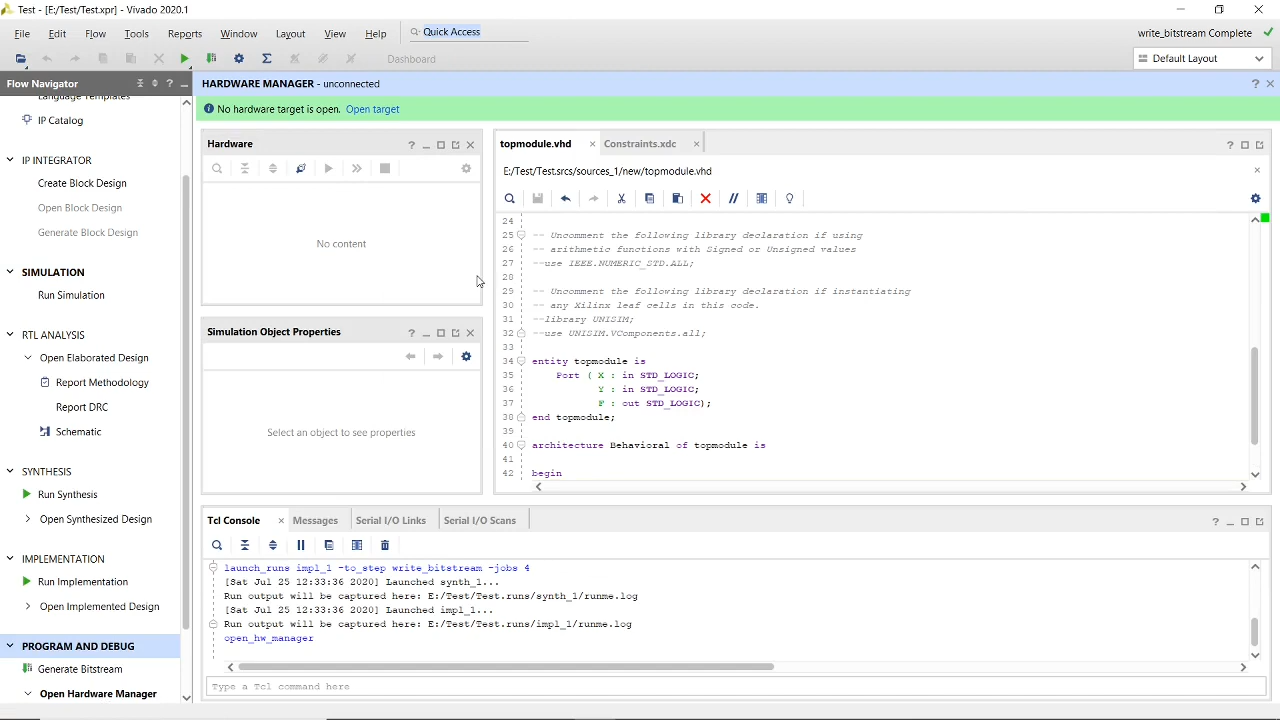 Test - [E:/Test/Test.xpr] - Vivado 2020.1
File Edit Flow Tools Reports Window Layout View Help Quick Access
write_bitstream Complete
Dashboard
Default Layout
Flow Navigator
HARDWARE MANAGER - unconnected
Language Templates
No hardware target is open. Open target
IP Catalog
IP INTEGRATOR
Create Block Design
Open Block Design
Generate Block Design
SIMULATION
Run Simulation
RTL ANALYSIS
Open Elaborated Design
Report Methodology
Report DRC
Schematic
SYNTHESIS
Run Synthesis
Open Synthesized Design
IMPLEMENTATION
Run Implementation
Open Implemented Design
PROGRAM AND DEBUG
Generate Bitstream
Open Hardware Manager
Hardware
No content
Simulation Object Properties
Select an object to see properties
topmodule.vhd Constraints.xdc
E:/Test/Test.srcs/sources_1/new/topmodule.vhd
24
25 -- Uncomment the following library declaration if using
26 -- arithmetic functions with Signed or Unsigned values
27 --use IEEE.NUMERIC_STD.ALL;
28
29 -- Uncomment the following library declaration if instantiating
30 -- any Xilinx leaf cells in this code.
31 --library UNISIM;
32 --use UNISIM.VComponents.all;
33
34 entity topmodule is
35 Port ( X : in STD_LOGIC;
36 Y : in STD_LOGIC;
37 F : out STD_LOGIC);
38 end topmodule;
39
40 architecture Behavioral of topmodule is
41
42 begin
Tcl Console Messages Serial I/O Links Serial I/O Scans
launch_runs impl_1 -to_step write_bitstream -jobs 4
[Sat Jul 25 12:33:36 2020] Launched synth_1...
Run output will be captured here: E:/Test/Test.runs/synth_1/runme.log
[Sat Jul 25 12:33:36 2020] Launched impl_1...
Run output will be captured here: E:/Test/Test.runs/impl_1/runme.log
open_hw_manager
Type a Tcl command here